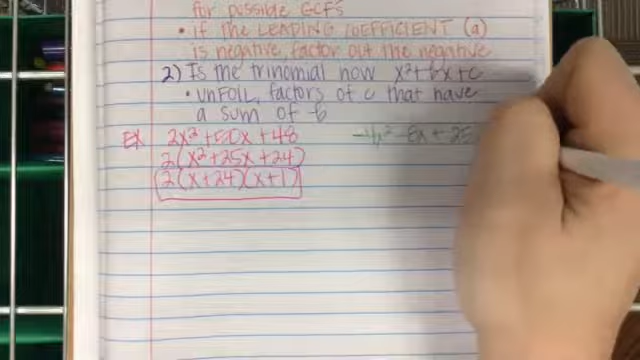 for possible GCFs
• if the LEADING COEFFICIENT (a)
is negative, factor out the negative
2) Is the trinomial now x²+bx+c
• UNFOIL, factors of c that have
a sum of b
EX 2x²+50x+48
2(x²+25x+24)
2(x+24)(x+1)